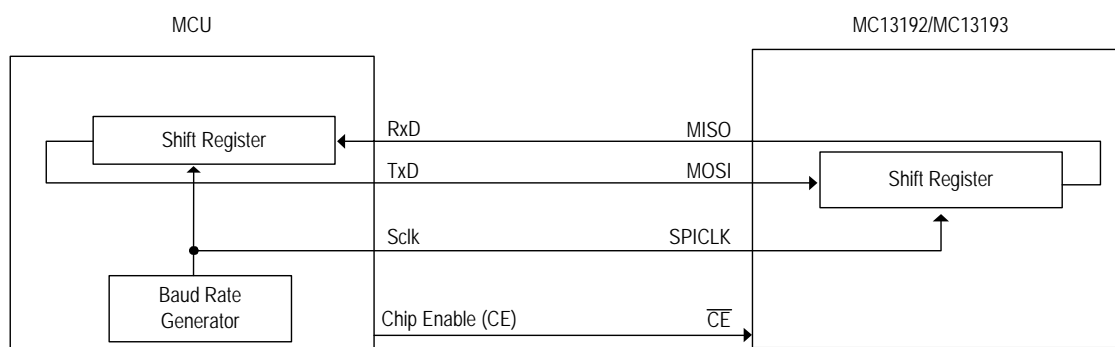 MCU
MC13192/MC13193
RxD
MISO
Shift Register
TxD
MOSI
Shift Register
Sclk
SPICLK
Baud Rate
Generator
Chip Enable (CE)
CE